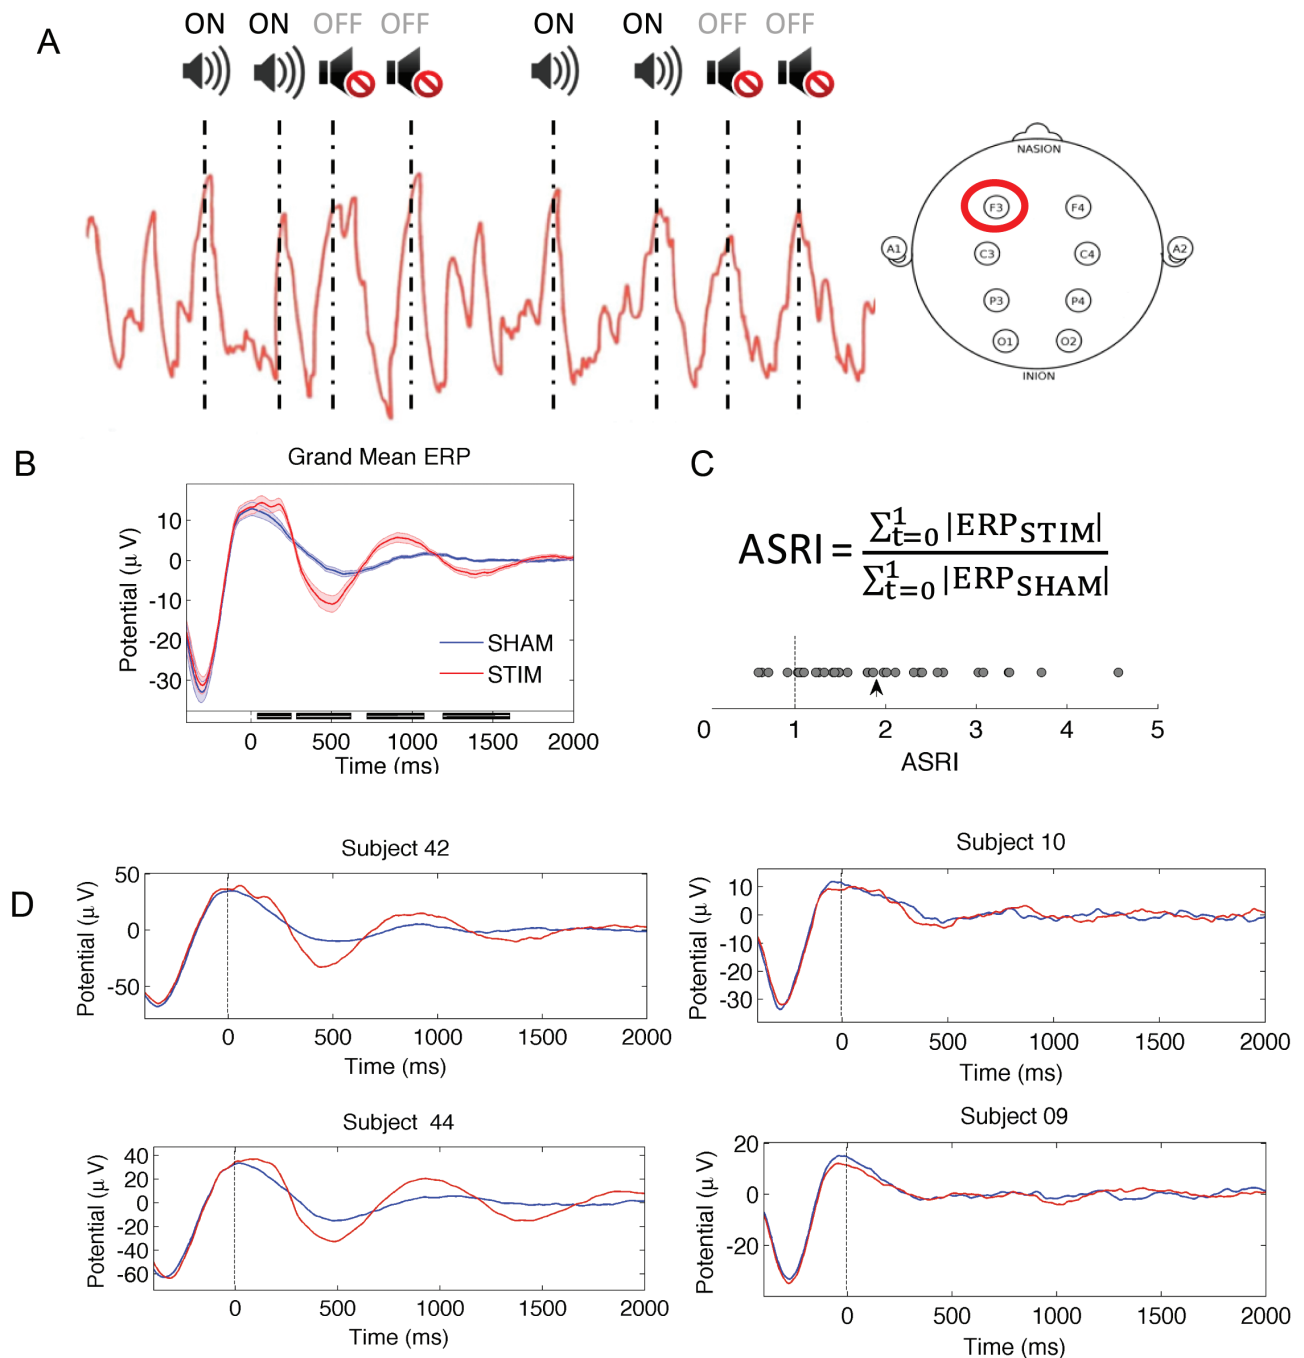 A
ON ON OFF OFF ON ON OFF OFF
NASION
F3 F4
A1 C3 C4 A2
P3 P4
O1 O2
INION
B
Grand Mean ERP
Potential (μ V)
10
0
-10
-20
-30
SHAM
STIM
0 500 1000 1500 2000
Time (ms)
C
ASRI = ∑¹ₜ₌₀ |ERP_STIM| / ∑¹ₜ₌₀ |ERP_SHAM|
0 1 2 3 4 5
ASRI
D
Subject 42
Potential (μ V)
50
0
-50
0 500 1000 1500 2000
Time (ms)
Subject 10
Potential (μ V)
10
0
-10
-20
-30
0 500 1000 1500 2000
Time (ms)
Subject 44
Potential (μ V)
40
20
0
-20
-40
-60
0 500 1000 1500 2000
Time (ms)
Subject 09
Potential (μ V)
20
0
-20
0 500 1000 1500 2000
Time (ms)